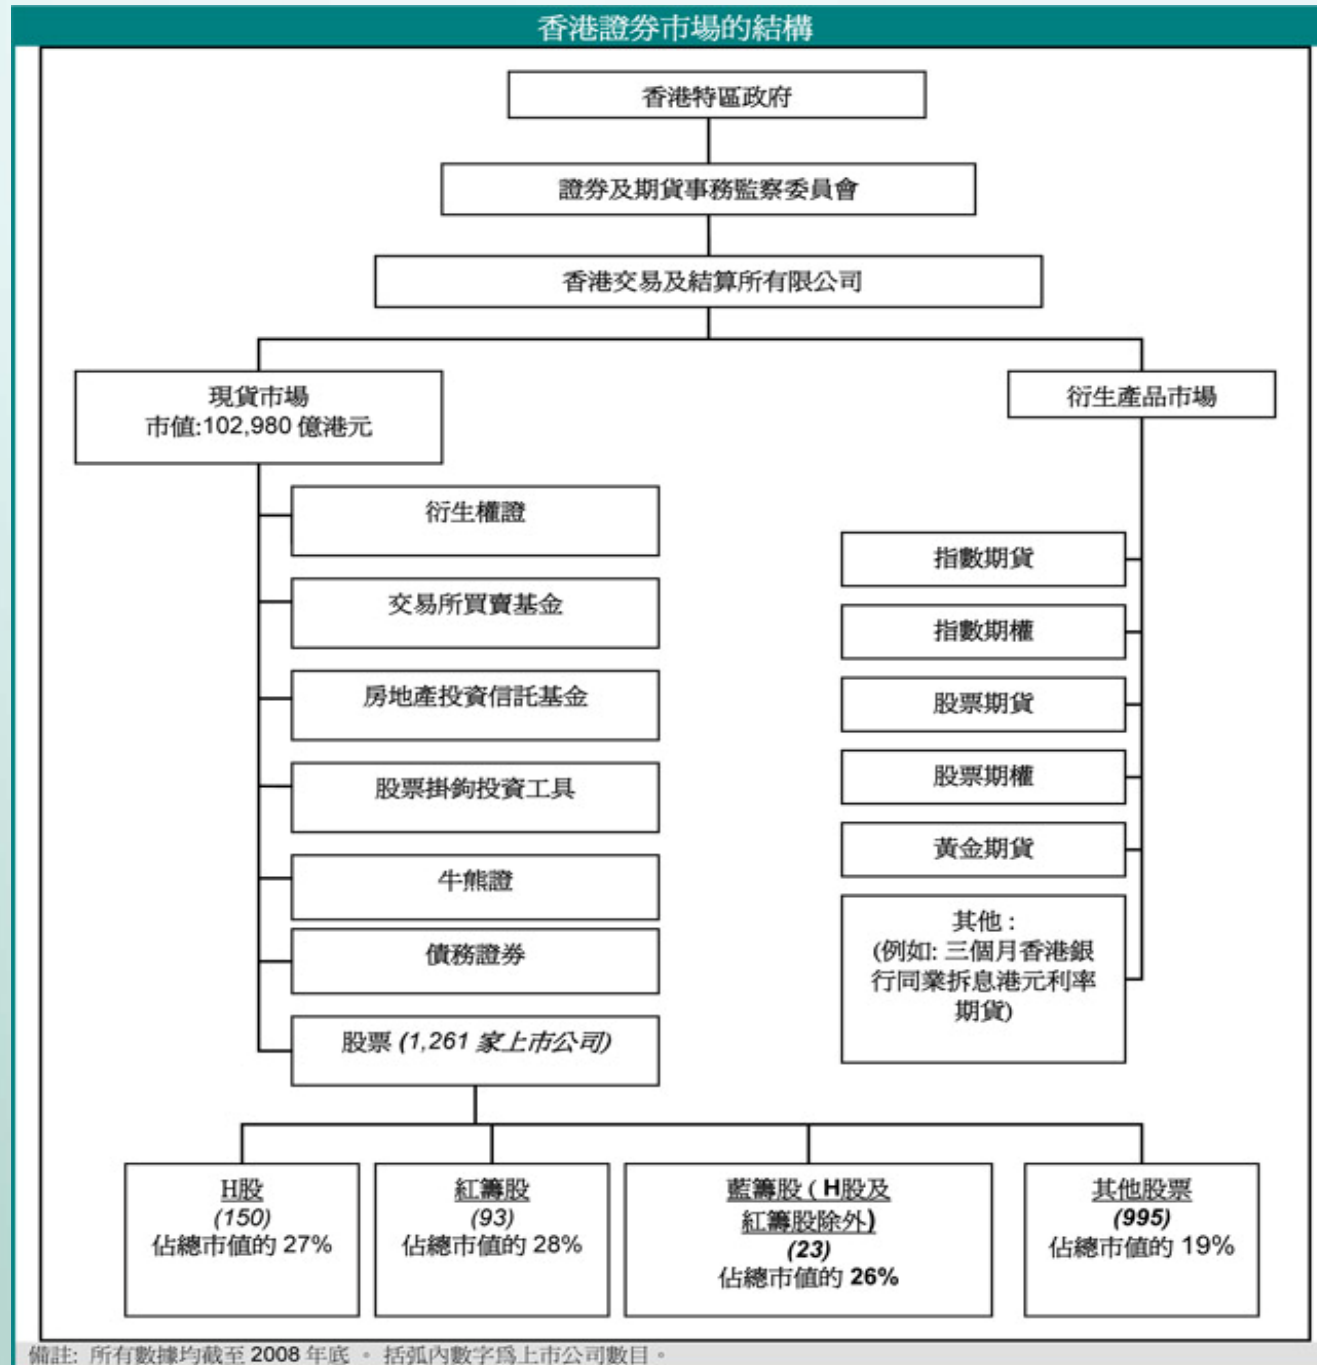 香港證券市場的結構
香港特區政府
證券及期貨事務監察委員會
香港交易及結算所有限公司
現貨市場
市值:102,980 億港元
衍生權證
交易所買賣基金
房地產投資信託基金
股票掛鈎投資工具
牛熊證
債務證券
股票 (1,261 家上市公司)
衍生產品市場
指數期貨
指數期權
股票期貨
股票期權
黃金期貨
其他 :
(例如: 三個月香港銀
行同業拆息港元利率
期貨)
H股
(150)
佔總市值的 27%
紅籌股
(93)
佔總市值的 28%
藍籌股 ( H股及
紅籌股除外)
(23)
佔總市值的 26%
其他股票
(995)
佔總市值的 19%
備註: 所有數據均截至 2008 年底 。 括弧內數字爲上市公司數目。